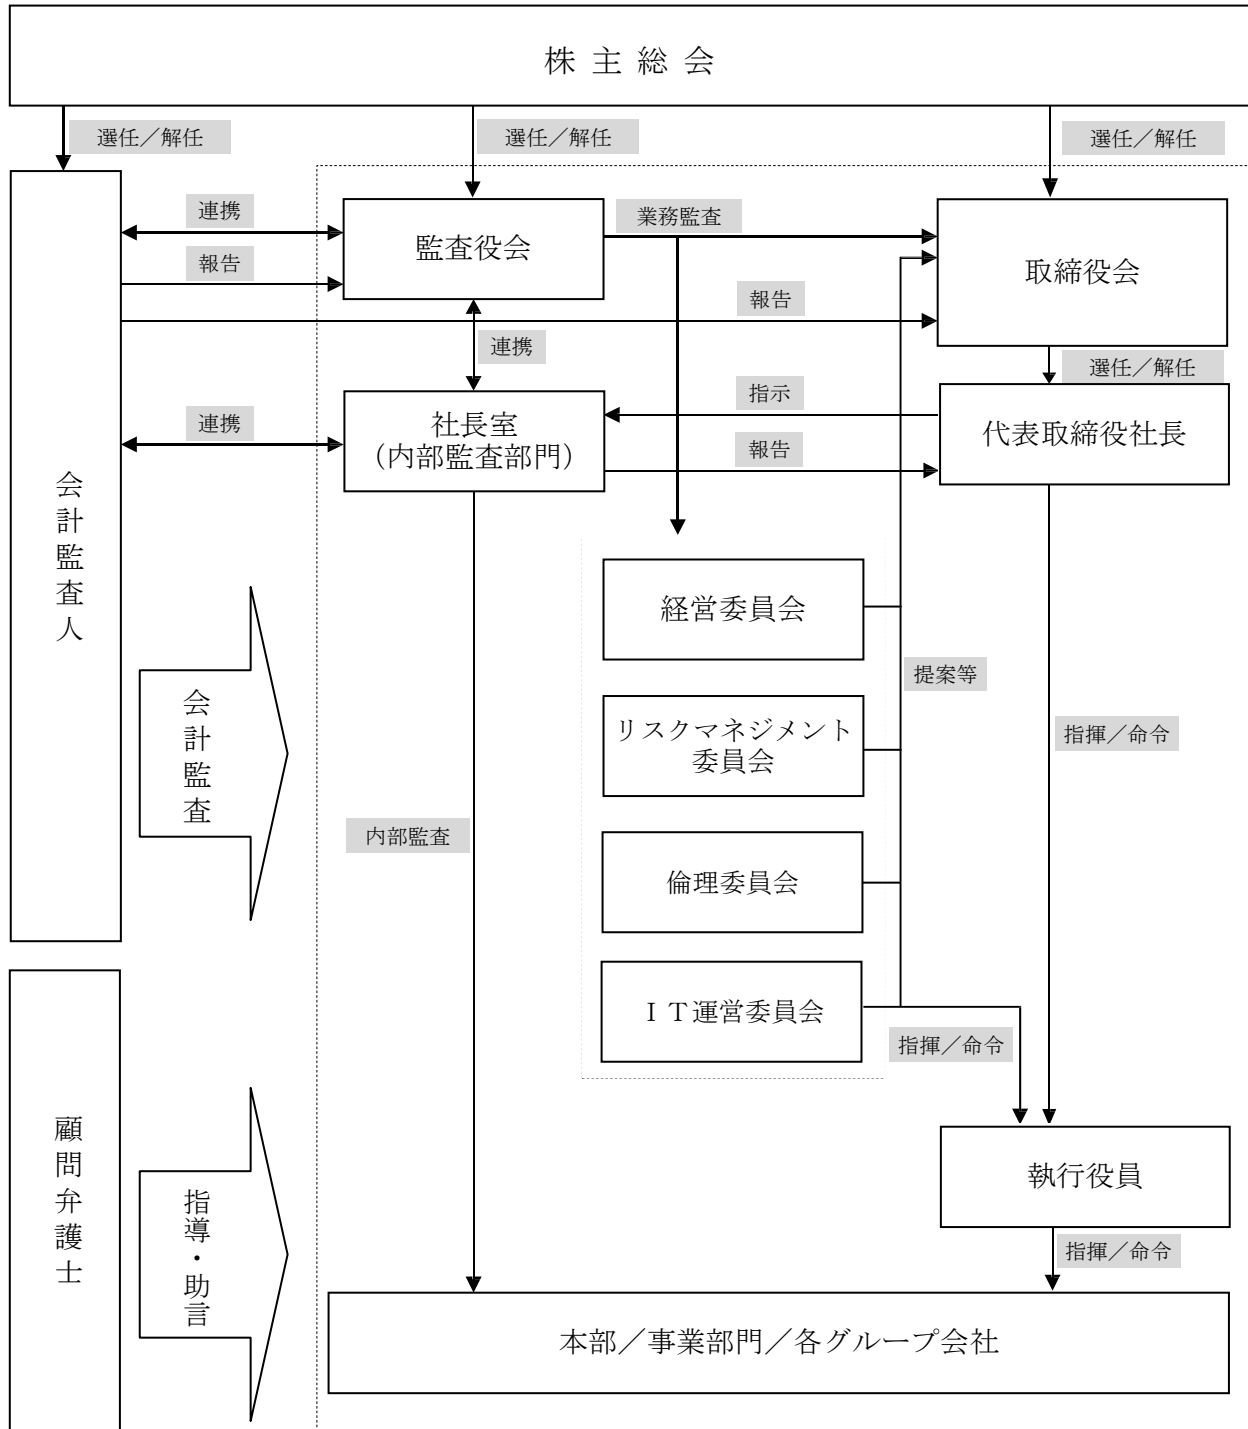 株主総会
選任／解任
選任／解任
選任／解任
連携
監査役会
業務監査
取締役会
報告
報告
連携
選任／解任
指示
連携
社長室
（内部監査部門）
代表取締役社長
報告
会計監査人
経営委員会
提案等
会計監査
リスクマネジメント
委員会
指揮／命令
内部監査
倫理委員会
ＩＴ運営委員会
指揮／命令
顧問弁護士
執行役員
指導・助言
指揮／命令
本部／事業部門／各グループ会社